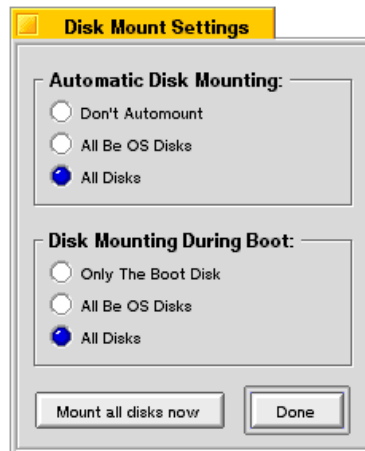 Disk Mount Settings
Automatic Disk Mounting:
Don't Automount
All Be OS Disks
All Disks
Disk Mounting During Boot:
Only The Boot Disk
All Be OS Disks
All Disks
Mount all disks now
Done